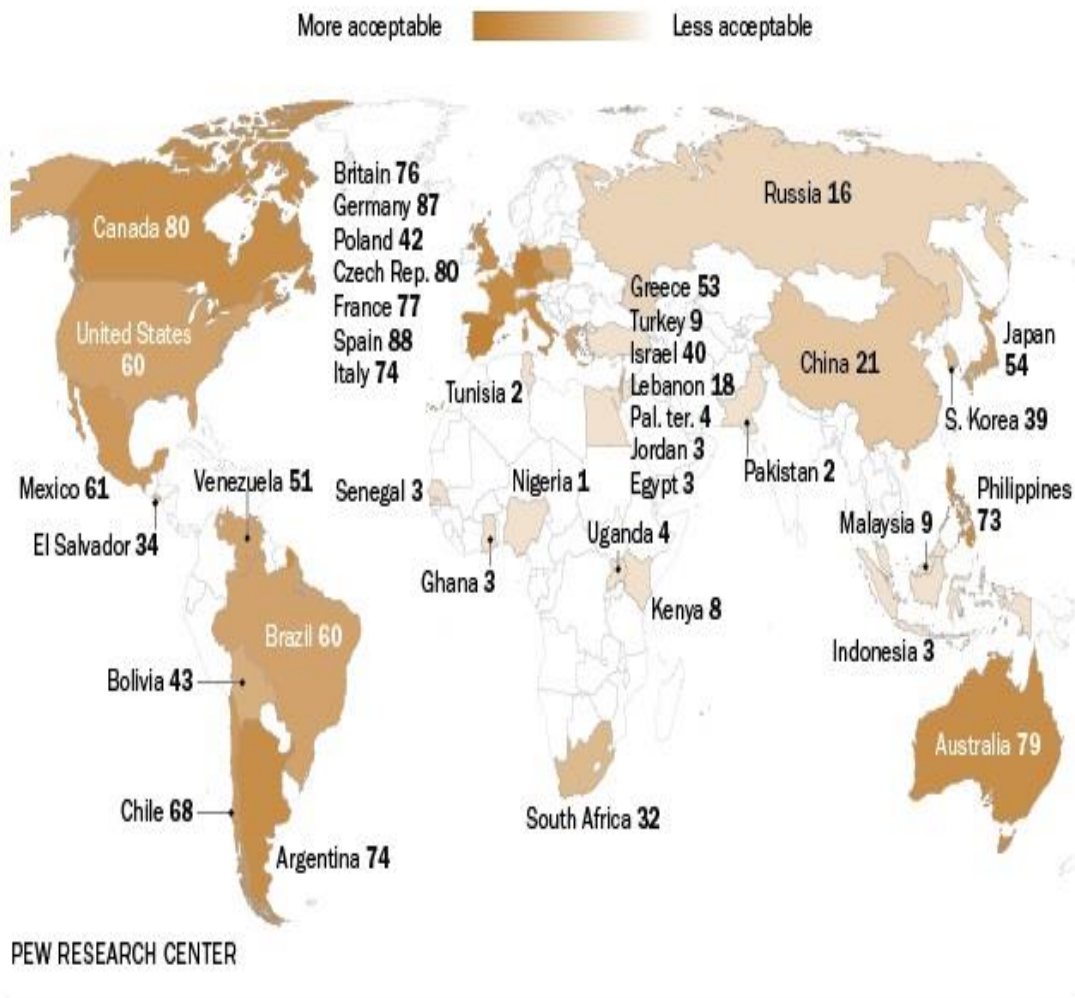 More acceptable
Less acceptable
Britain 76
Germany 87
Poland 42
Czech Rep. 80
France 77
Spain 88
Italy 74
Canada 80
United States
60
Mexico 61
El Salvador 34
Venezuela 51
Brazil 60
Bolivia 43
Chile 68
Argentina 74
Tunisia 2
Senegal 3
Nigeria 1
Ghana 3
Uganda 4
Kenya 8
South Africa 32
Greece 53
Turkey 9
Israel 40
Lebanon 18
Pal. ter. 4
Jordan 3
Egypt 3
Russia 16
China 21
Japan
54
S. Korea 39
Pakistan 2
Philippines
73
Malaysia 9
Indonesia 3
Australia 79
PEW RESEARCH CENTER